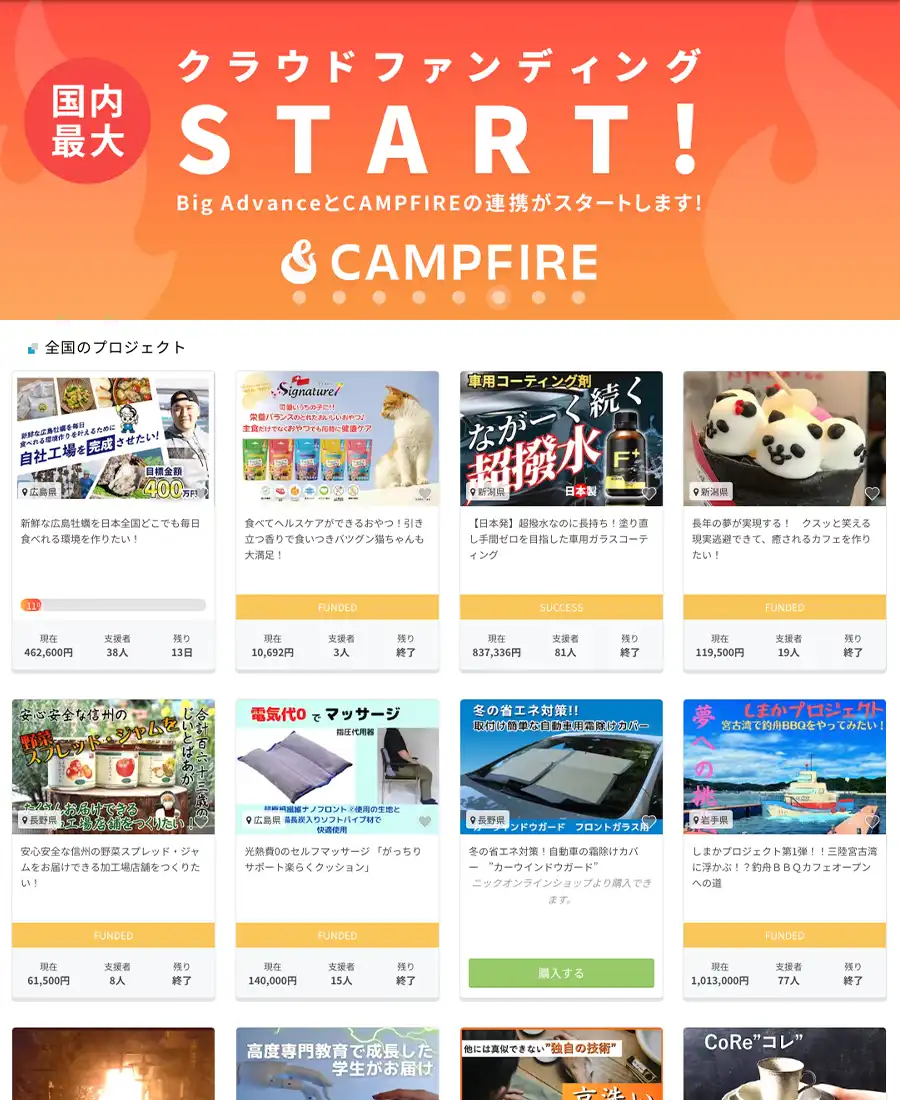 クラウドファンディング
国内
最大
START!
Big AdvanceとCAMPFIREの連携がスタートします!
CAMPFIRE
全国のプロジェクト
新鮮な広島牡蠣を毎日
食べれる環境作りを叶えるために
自社工場を完成させたい!
目標金額
400万円
広島県
新鮮な広島牡蠣を日本全国どこでも毎日
食べれる環境を作りたい！
11%
現在 支援者 残り
462,600円 38人 13日
Signature7
可愛いうちの子に!!
栄養バランスのとれたおいしいおやつ♪
主食だけでなくおやつでも同時に健康ケア
食べてヘルスケアができるおやつ！引き
立つ香りで食いつきバツグン猫ちゃんも
大満足！
FUNDED
現在 支援者 残り
10,692円 3人 終了
車用コーティング剤
ながーく続く
超撥水
F+
日本製
新潟県
【日本発】超撥水なのに長持ち！塗り直
し手間ゼロを目指した車用ガラスコーテ
ィング
SUCCESS
現在 支援者 残り
837,336円 81人 終了
新潟県
長年の夢が実現する！　クスッと笑える
現実逃避できて、癒されるカフェを作り
たい！
FUNDED
現在 支援者 残り
119,500円 19人 終了
安心安全な信州の
野菜
スプレッド・ジャムを
合計百六十三歳の
じいとばあが
お届けできる
工場店舗をつくりたい!
長野県
安心安全な信州の野菜スプレッド・ジャ
ムをお届けできる加工場店舗をつくりた
い！
FUNDED
現在 支援者 残り
61,500円 8人 終了
電気代0 で マッサージ
指圧代用器
繊維ナノフロント®使用の生地と
備長炭入りソフトパイプ材で
快適使用
広島県
光熱費0のセルフマッサージ 「がっちり
サポート楽らくクッション」
FUNDED
現在 支援者 残り
140,000円 15人 終了
冬の省エネ対策!!
取付け簡単な自動車用霜除けカバー
カーウインドウガード　フロントガラス用
長野県
冬の省エネ対策！自動車の霜除けカバ
ー　”カーウインドウガード”
ニックオンラインショップより購入でき
ます。
購入する
しまかプロジェクト
宮古湾で釣舟BBQをやってみたい!
夢への挑
岩手県
しまかプロジェクト第1弾！！三陸宮古湾
に浮かぶ！？釣舟ＢＢＱカフェオープン
への道
FUNDED
現在 支援者 残り
1,013,000円 77人 終了
高度専門教育で成長した
学生がお届け
他には真似できない”独自の技術”
高洗い
CoRe”コレ”